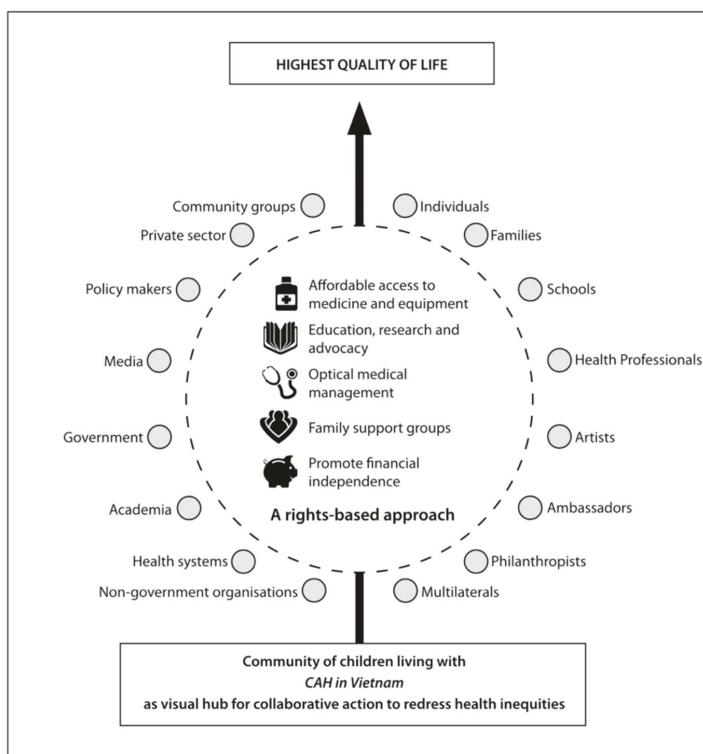 HIGHEST QUALITY OF LIFE
Community groups
Individuals
Private sector
Families
Policy makers
Schools
Media
Health Professionals
Government
Artists
Academia
Ambassadors
Health systems
Philanthropists
Non-government organisations
Multilaterals
Affordable access to
medicine and equipment
Education, research and
advocacy
Optical medical
management
Family support groups
Promote financial
independence
A rights-based approach
Community of children living with
CAH in Vietnam
as visual hub for collaborative action to redress health inequities